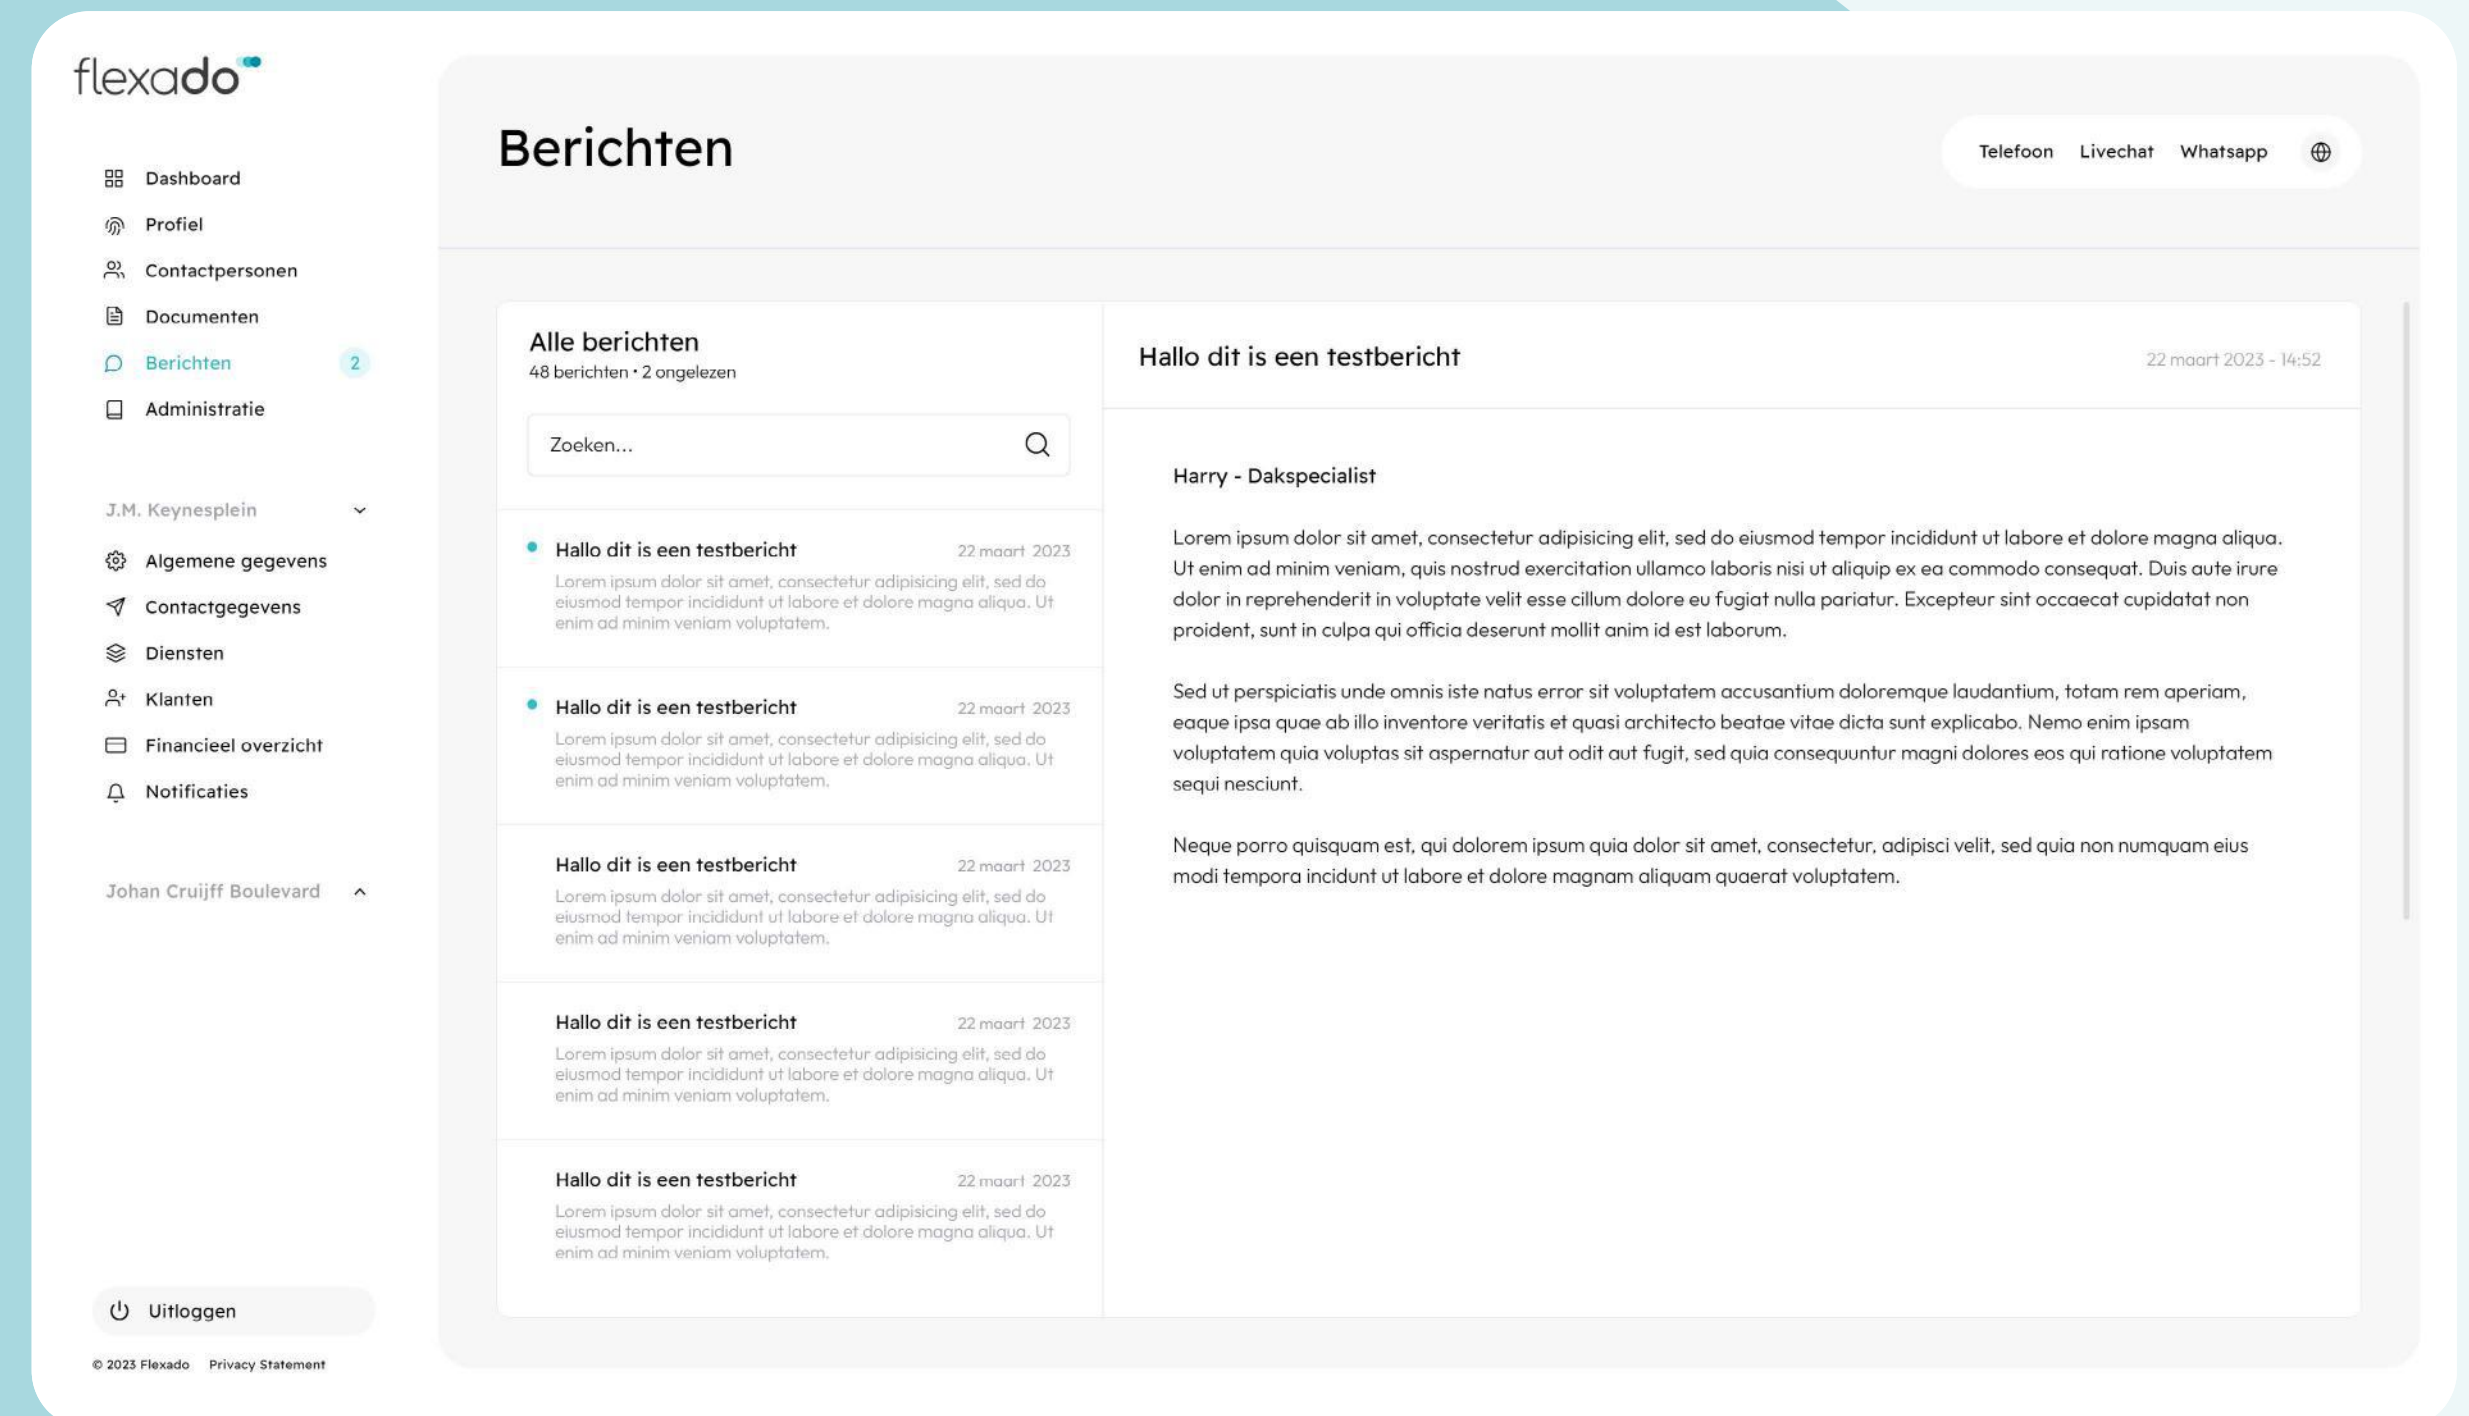 flexado
Dashboard
Profiel
Contactpersonen
Documenten
Berichten 2
Administratie
J.M. Keynesplein
Algemene gegevens
Contactgegevens
Diensten
Klanten
Financieel overzicht
Notificaties
Johan Cruijff Boulevard
Uitloggen
© 2023 Flexado Privacy Statement
Berichten
Telefoon Livechat Whatsapp
Alle berichten
48 berichten • 2 ongelezen
Zoeken...
Hallo dit is een testbericht 22 maart 2023
Lorem ipsum dolor sit amet, consectetur adipisicing elit, sed do
eiusmod tempor incididunt ut labore et dolore magna aliqua. Ut
enim ad minim veniam voluptatem.
Hallo dit is een testbericht 22 maart 2023
Lorem ipsum dolor sit amet, consectetur adipisicing elit, sed do
eiusmod tempor incididunt ut labore et dolore magna aliqua. Ut
enim ad minim veniam voluptatem.
Hallo dit is een testbericht 22 maart 2023
Lorem ipsum dolor sit amet, consectetur adipisicing elit, sed do
eiusmod tempor incididunt ut labore et dolore magna aliqua. Ut
enim ad minim veniam voluptatem.
Hallo dit is een testbericht 22 maart 2023
Lorem ipsum dolor sit amet, consectetur adipisicing elit, sed do
eiusmod tempor incididunt ut labore et dolore magna aliqua. Ut
enim ad minim veniam voluptatem.
Hallo dit is een testbericht 22 maart 2023
Lorem ipsum dolor sit amet, consectetur adipisicing elit, sed do
eiusmod tempor incididunt ut labore et dolore magna aliqua. Ut
enim ad minim veniam voluptatem.
Hallo dit is een testbericht 22 maart 2023 - 14:52
Harry - Dakspecialist
Lorem ipsum dolor sit amet, consectetur adipisicing elit, sed do eiusmod tempor incididunt ut labore et dolore magna aliqua.
Ut enim ad minim veniam, quis nostrud exercitation ullamco laboris nisi ut aliquip ex ea commodo consequat. Duis aute irure
dolor in reprehenderit in voluptate velit esse cillum dolore eu fugiat nulla pariatur. Excepteur sint occaecat cupidatat non
proident, sunt in culpa qui officia deserunt mollit anim id est laborum.
Sed ut perspiciatis unde omnis iste natus error sit voluptatem accusantium doloremque laudantium, totam rem aperiam,
eaque ipsa quae ab illo inventore veritatis et quasi architecto beatae vitae dicta sunt explicabo. Nemo enim ipsam
voluptatem quia voluptas sit aspernatur aut odit aut fugit, sed quia consequuntur magni dolores eos qui ratione voluptatem
sequi nesciunt.
Neque porro quisquam est, qui dolorem ipsum quia dolor sit amet, consectetur, adipisci velit, sed quia non numquam eius
modi tempora incidunt ut labore et dolore magnam aliquam quaerat voluptatem.